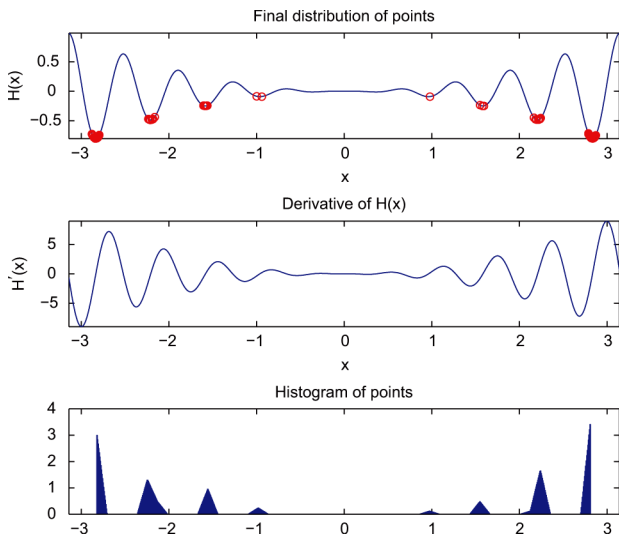 Final distribution of points
H(x)
0.5
0
−0.5
−3 −2 −1 0 1 2 3
x
Derivative of H(x)
H′(x)
5
0
−5
−3 −2 −1 0 1 2 3
x
Histogram of points
4
3
2
1
0
−3 −2 −1 0 1 2 3